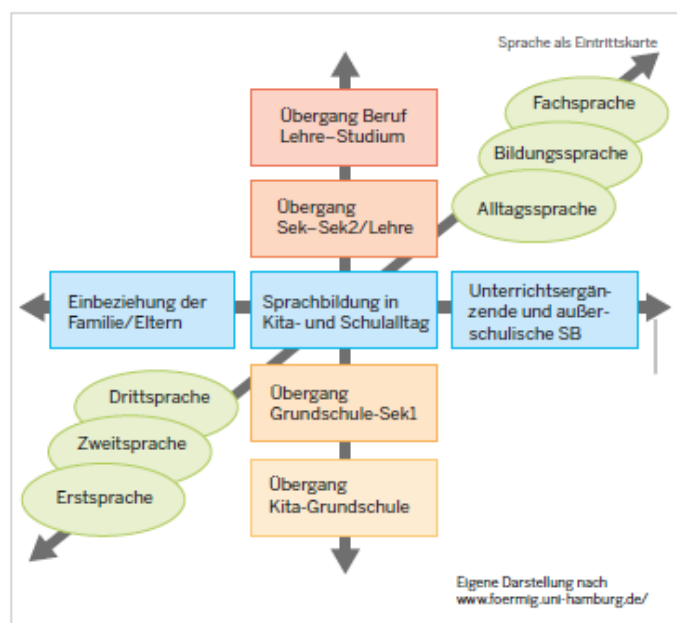 Sprache als Eintrittskarte
Fachsprache
Bildungssprache
Alltagssprache
Übergang Beruf
Lehre–Studium
Übergang
Sek–Sek2/Lehre
Einbeziehung der
Familie/Eltern
Sprachbildung in
Kita- und Schulalltag
Unterrichtsergän-
zende und außer-
schulische SB
Drittsprache
Zweitsprache
Erstsprache
Übergang
Grundschule-Sek1
Übergang
Kita-Grundschule
Eigene Darstellung nach
www.foermig.uni-hamburg.de/